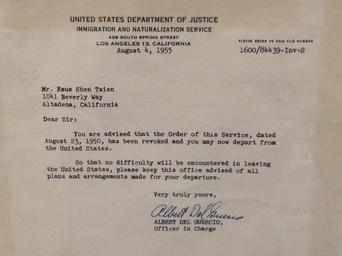 UNITED STATES DEPARTMENT OF JUSTICE
IMMIGRATION AND NATURALIZATION SERVICE
458 SOUTH SPRING STREET
LOS ANGELES 13, CALIFORNIA
August 4, 1955
PLEASE REFER TO THIS FILE NUMBER
1600/84439-Inv-S
Mr. Hsue Shen Tsien
1041 Beverly Way
Altadena, California
Dear Sir:
You are advised that the Order of this Service, dated
August 23, 1950, has been revoked and you may now depart from
the United States.
So that no difficulty will be encountered in leaving
the United States, please keep this office advised of all
plans and arrangements made for your departure.
Very truly yours,
Albert Del Guercio
ALBERT DEL GUERCIO,
Officer in Charge